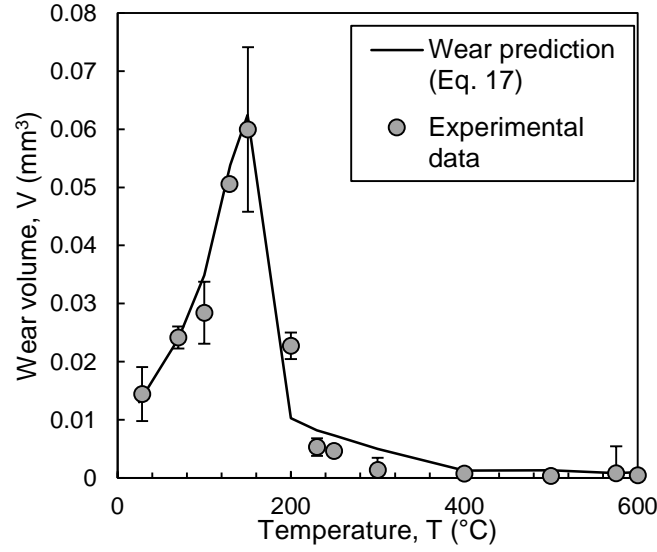 0.08
0.07
0.06
0.05
0.04
0.03
0.02
0.01
0
Wear volume, V (mm³)
Wear prediction
(Eq. 17)
Experimental
data
0
200
400
600
Temperature, T (°C)